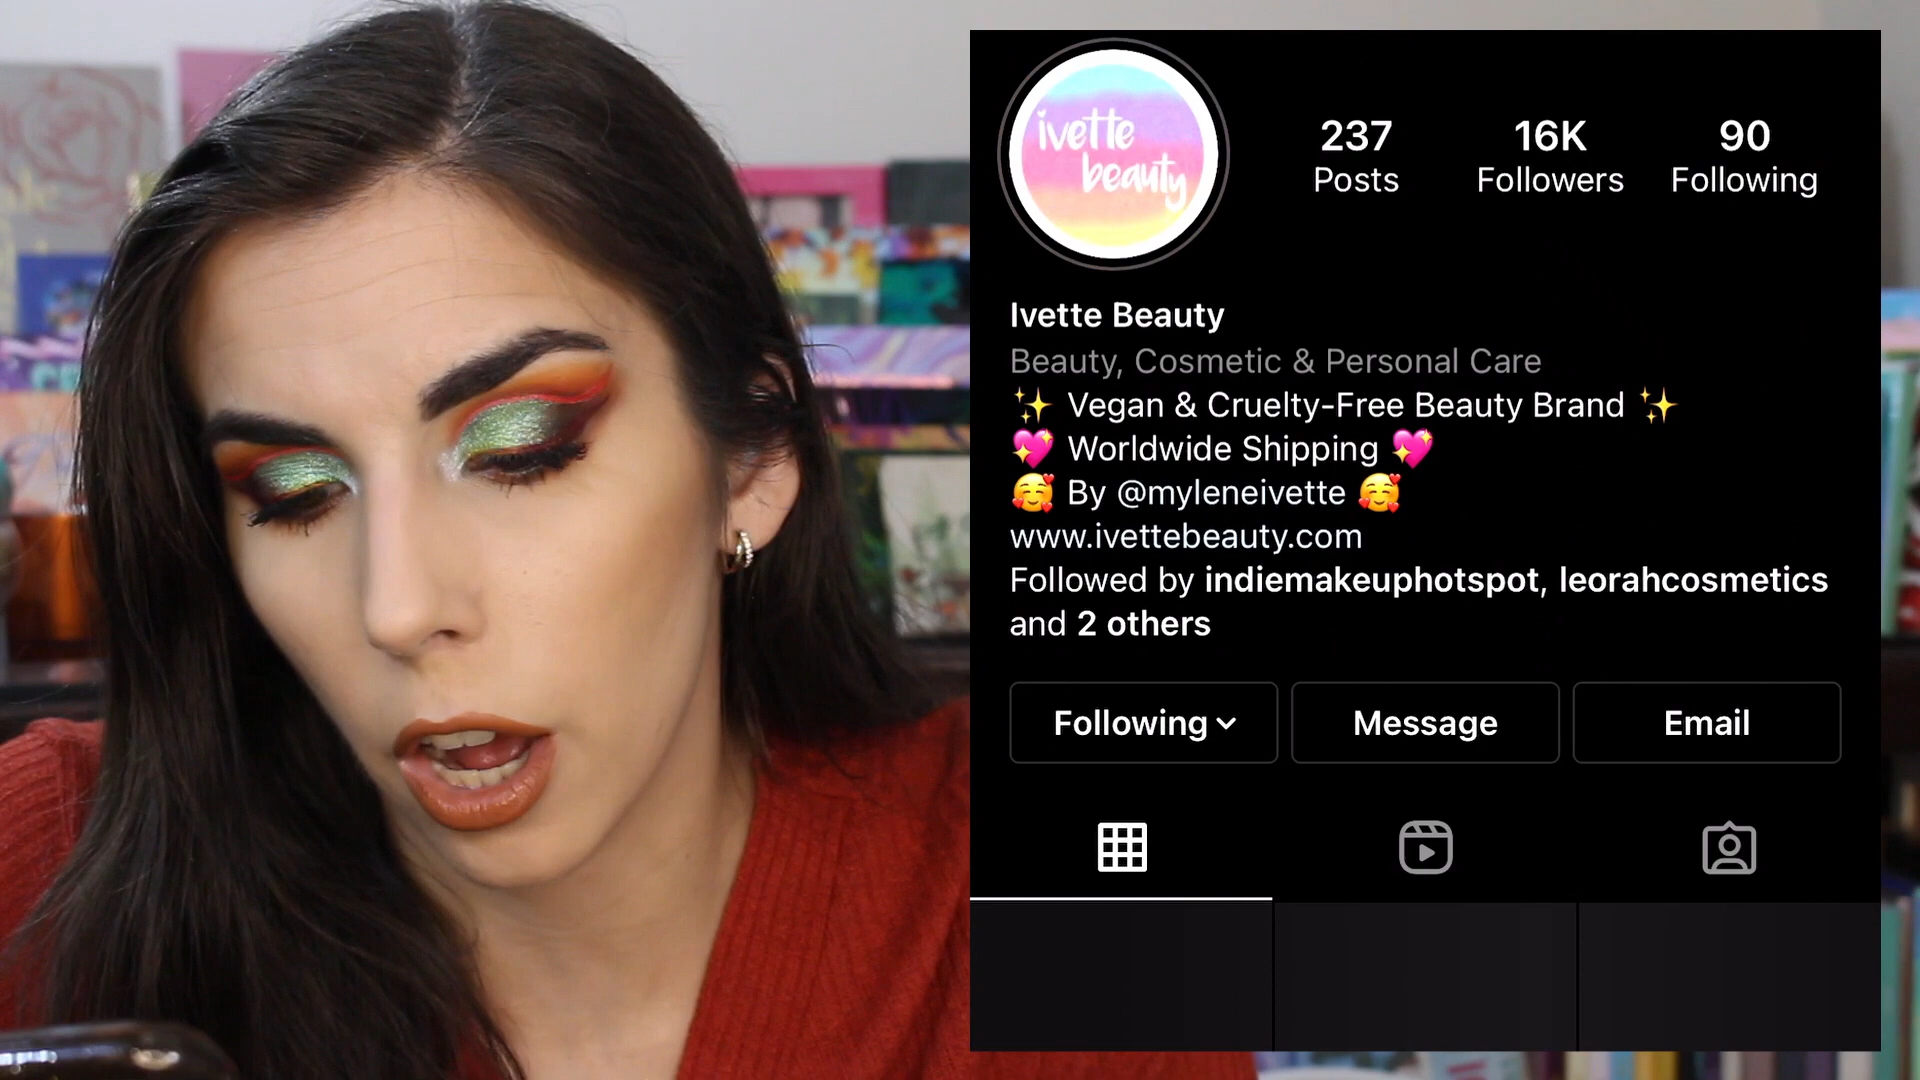 ivette
beauty
237
Posts
16K
Followers
90
Following
Ivette Beauty
Beauty, Cosmetic & Personal Care
✨ Vegan & Cruelty-Free Beauty Brand ✨
💖 Worldwide Shipping 💖
🥰 By @myleneivette 🥰
www.ivettebeauty.com
Followed by indiemakeuphotspot, leorahcosmetics
and 2 others
Following
Message
Email